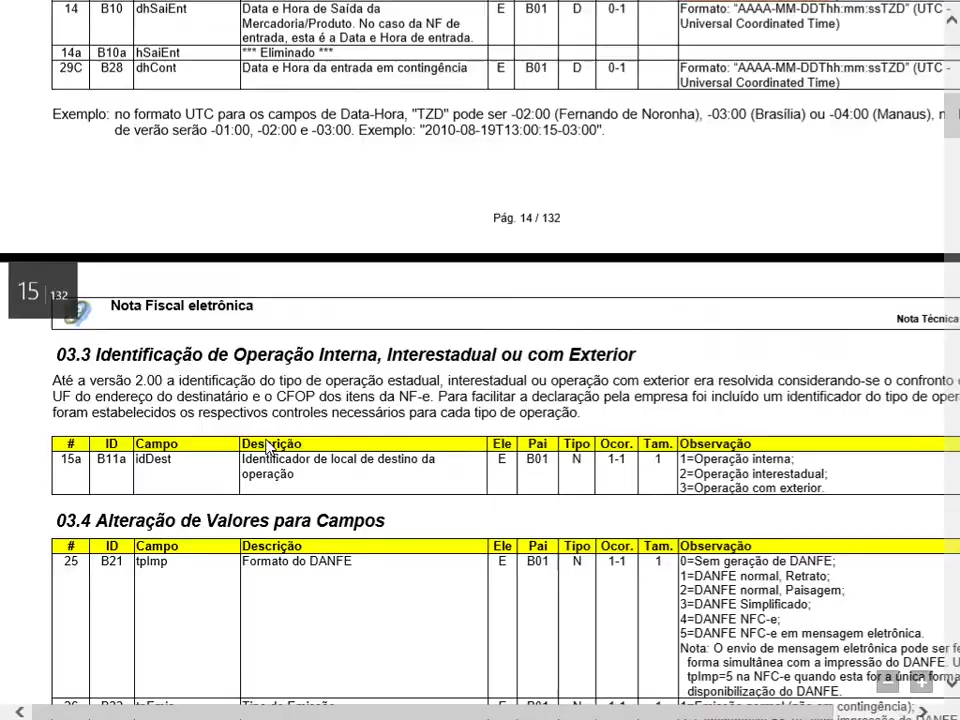 14 B10 dhSaiEnt Data e Hora de Saída da E B01 D 0-1 Formato: "AAAA-MM-DDThh:mm:ssTZD" (UTC -
Mercadoria/Produto. No caso da NF de Universal Coordinated Time)
entrada, esta é a Data e Hora de entrada.
14a B10a hSaiEnt *** Eliminado ***
29C B28 dhCont Data e Hora da entrada em contingência E B01 D 0-1 Formato: "AAAA-MM-DDThh:mm:ssTZD" (UTC -
Universal Coordinated Time)
Exemplo: no formato UTC para os campos de Data-Hora, "TZD" pode ser -02:00 (Fernando de Noronha), -03:00 (Brasília) ou -04:00 (Manaus), n
de verão serão -01:00, -02:00 e -03:00. Exemplo: "2010-08-19T13:00:15-03:00".
Pág. 14 / 132
15 | 132
Nota Fiscal eletrônica
Nota Técnica
03.3 Identificação de Operação Interna, Interestadual ou com Exterior
Até a versão 2.00 a identificação do tipo de operação estadual, interestadual ou operação com exterior era resolvida considerando-se o confronto
UF do endereço do destinatário e o CFOP dos itens da NF-e. Para facilitar a declaração pela empresa foi incluído um identificador do tipo de oper
foram estabelecidos os respectivos controles necessários para cada tipo de operação.
# ID Campo Descrição Ele Pai Tipo Ocor. Tam. Observação
15a B11a idDest Identificador de local de destino da E B01 N 1-1 1 1=Operação interna;
operação 2=Operação interestadual;
3=Operação com exterior.
03.4 Alteração de Valores para Campos
# ID Campo Descrição Ele Pai Tipo Ocor. Tam. Observação
25 B21 tpImp Formato do DANFE E B01 N 1-1 1 0=Sem geração de DANFE;
1=DANFE normal, Retrato;
2=DANFE normal, Paisagem;
3=DANFE Simplificado;
4=DANFE NFC-e;
5=DANFE NFC-e em mensagem eletrônica.
Nota: O envio de mensagem eletrônica pode ser fe
forma simultânea com a impressão do DANFE. U
tpImp=5 na NFC-e quando esta for a única forma
disponibilização do DANFE.